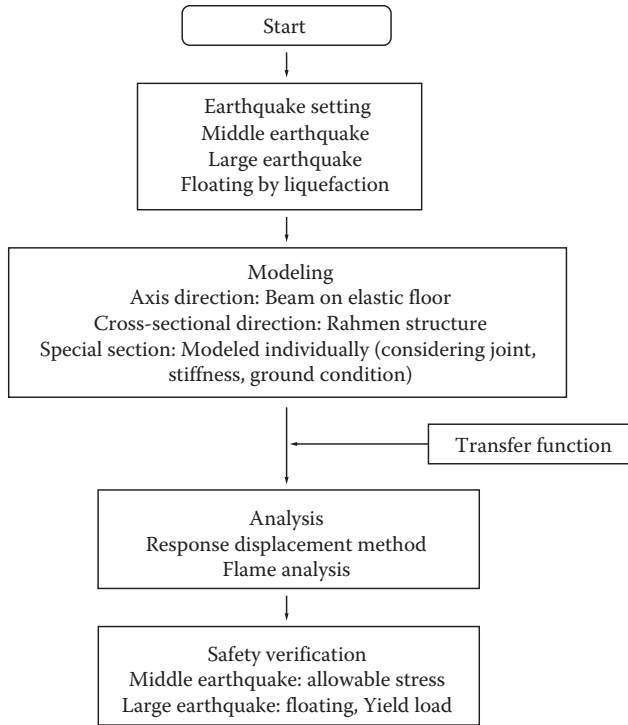 Start
Earthquake setting
Middle earthquake
Large earthquake
Floating by liquefaction
Modeling
Axis direction: Beam on elastic floor
Cross-sectional direction: Rahmen structure
Special section: Modeled individually (considering joint,
stiffness, ground condition)
Transfer function
Analysis
Response displacement method
Flame analysis
Safety verification
Middle earthquake: allowable stress
Large earthquake: floating, Yield load